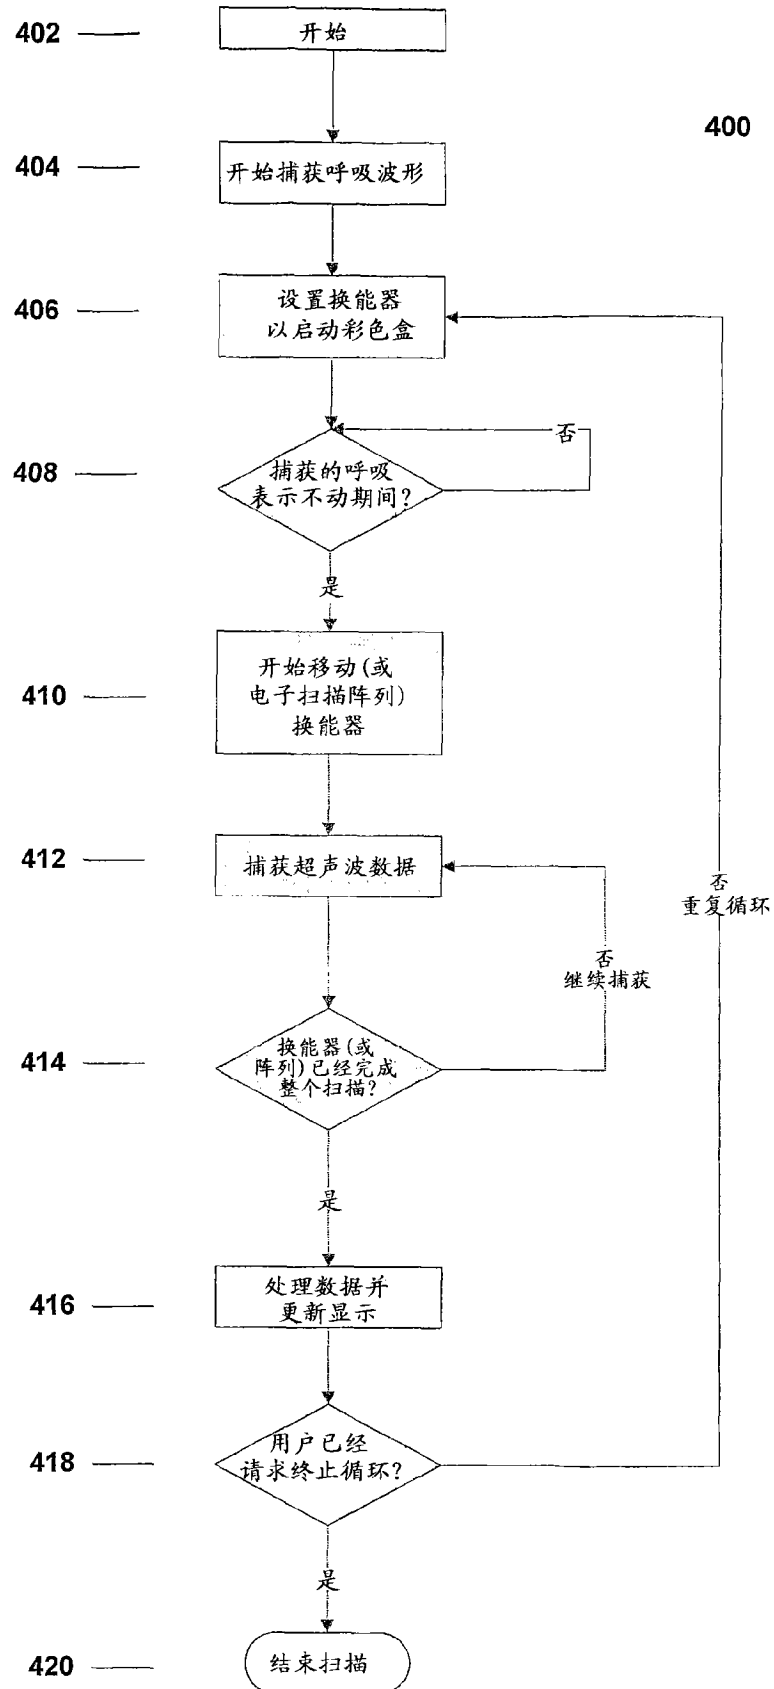 402
开始
400
404
开始捕获呼吸波形
406
设置换能器
以启动彩色盒
否
408
捕获的呼吸
表示不动期间?
是
410
开始移动(或
电子扫描阵列)
换能器
412
捕获超声波数据
否
重复循环
否
继续捕获
414
换能器(或
阵列)已经完成
整个扫描?
是
416
处理数据并
更新显示
418
用户已经
请求终止循环?
是
420
结束扫描